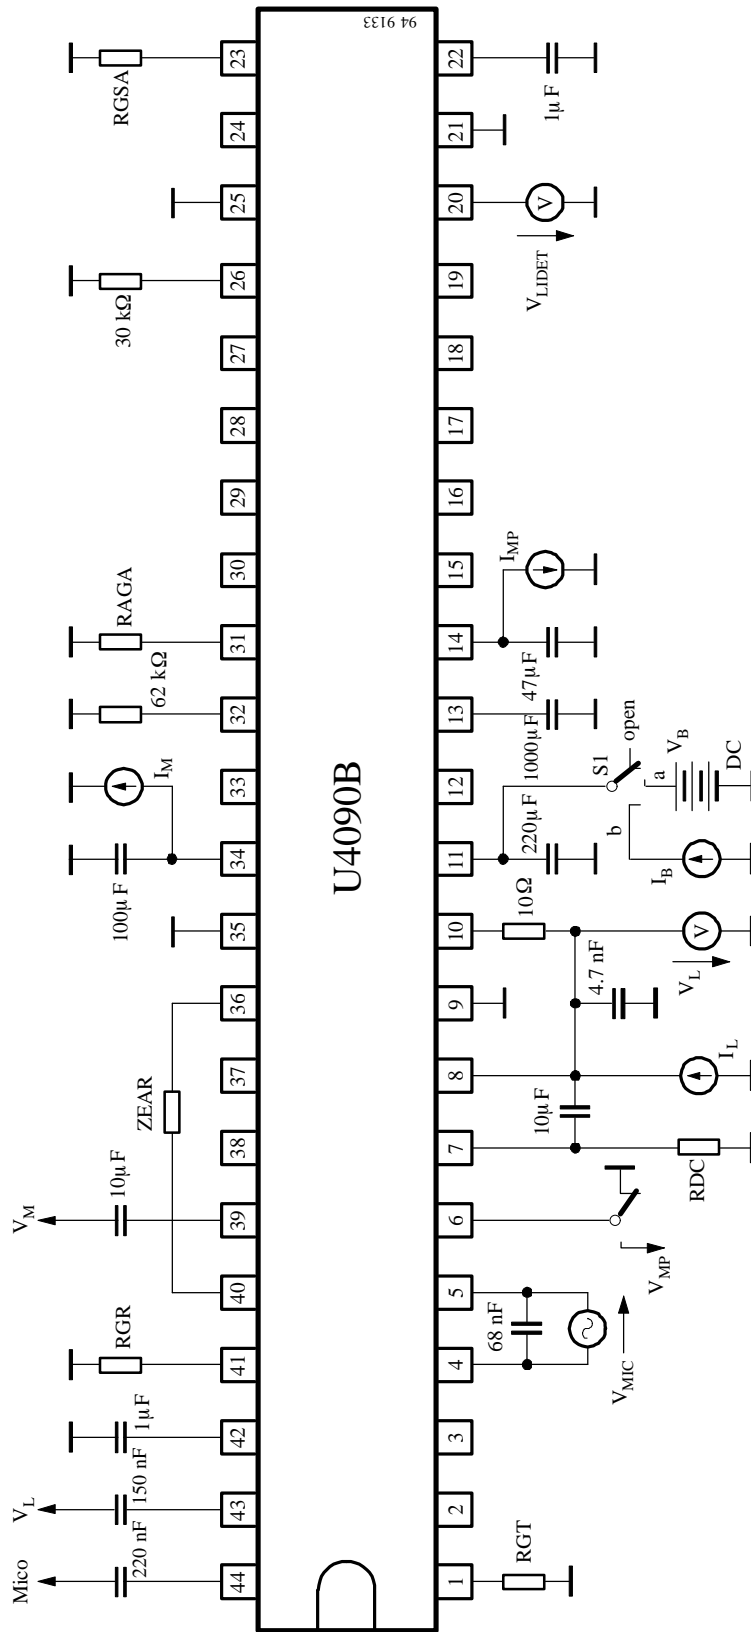 Mico
V_L
V_M
220 nF
150 nF
1µF
RGR
10µF
ZEAR
100µF
I_M
62 kΩ
RAGA
30 kΩ
RGSA
44 43 42 41 40 39 38 37 36 35 34 33 32 31 30 29 28 27 26 25 24 23
U4090B
94 9133
1 2 3 4 5 6 7 8 9 10 11 12 13 14 15 16 17 18 19 20 21 22
RGT
68 nF
V_MIC
V_MP
10µF
RDC
I_L
4.7 nF
V
V_L
10Ω
220µF
1000µF
47µF
I_MP
S1
open
b
a
I_B
V_B
DC
V
V_LIDET
1µF